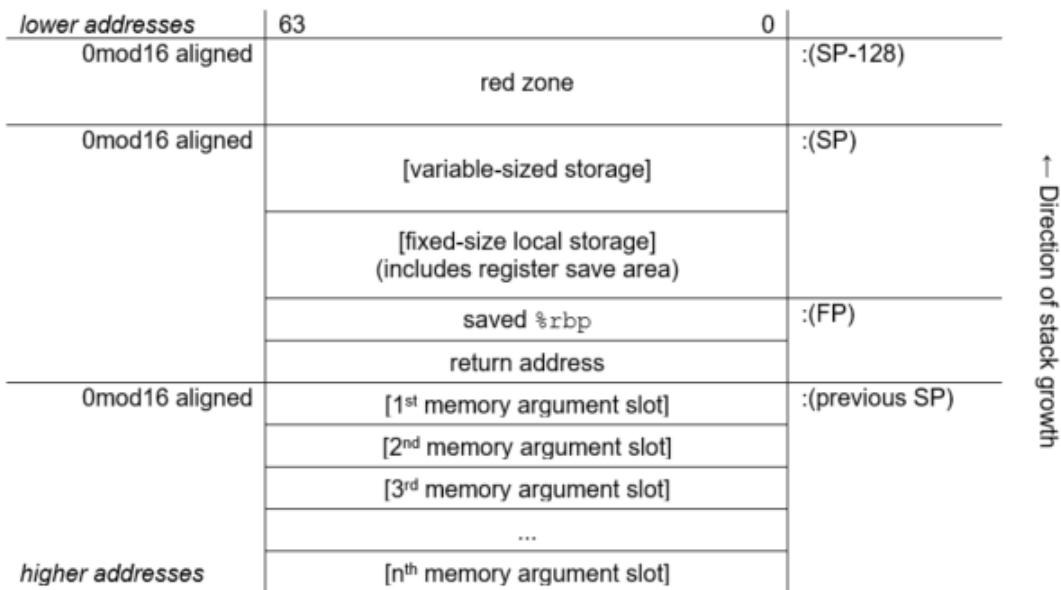 lower addresses 63 0
0mod16 aligned :(SP-128)
red zone
0mod16 aligned :(SP)
[variable-sized storage]
[fixed-size local storage]
(includes register save area)
saved %rbp :(FP)
return address
0mod16 aligned [1st memory argument slot] :(previous SP)
[2nd memory argument slot]
[3rd memory argument slot]
...
higher addresses [nth memory argument slot]
← Direction of stack growth